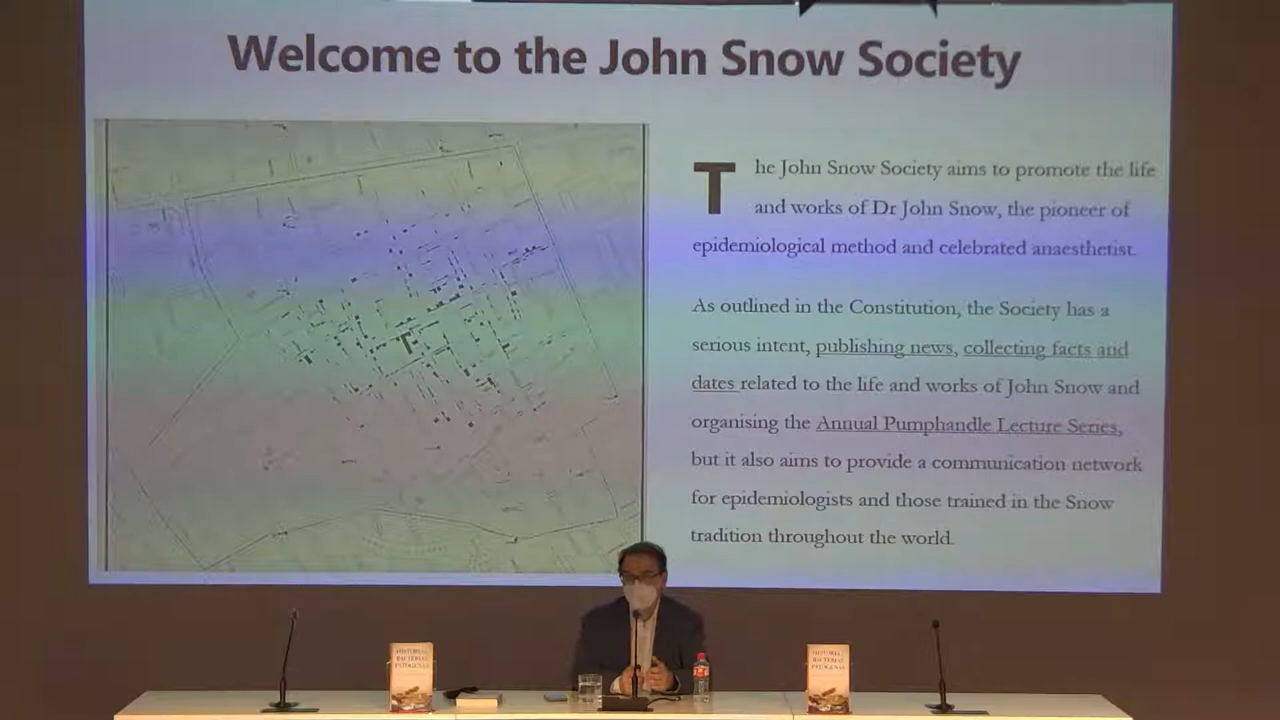 Welcome to the John Snow Society
The John Snow Society aims to promote the life
and works of Dr John Snow, the pioneer of
epidemiological method and celebrated anaesthetist.
As outlined in the Constitution, the Society has a
serious intent, publishing news, collecting facts and
dates related to the life and works of John Snow and
organising the Annual Pumphandle Lecture Series,
but it also aims to provide a communication network
for epidemiologists and those trained in the Snow
tradition throughout the world.
BACTERIAS
PATÓGENAS
BACTERIAS
PATÓGENAS